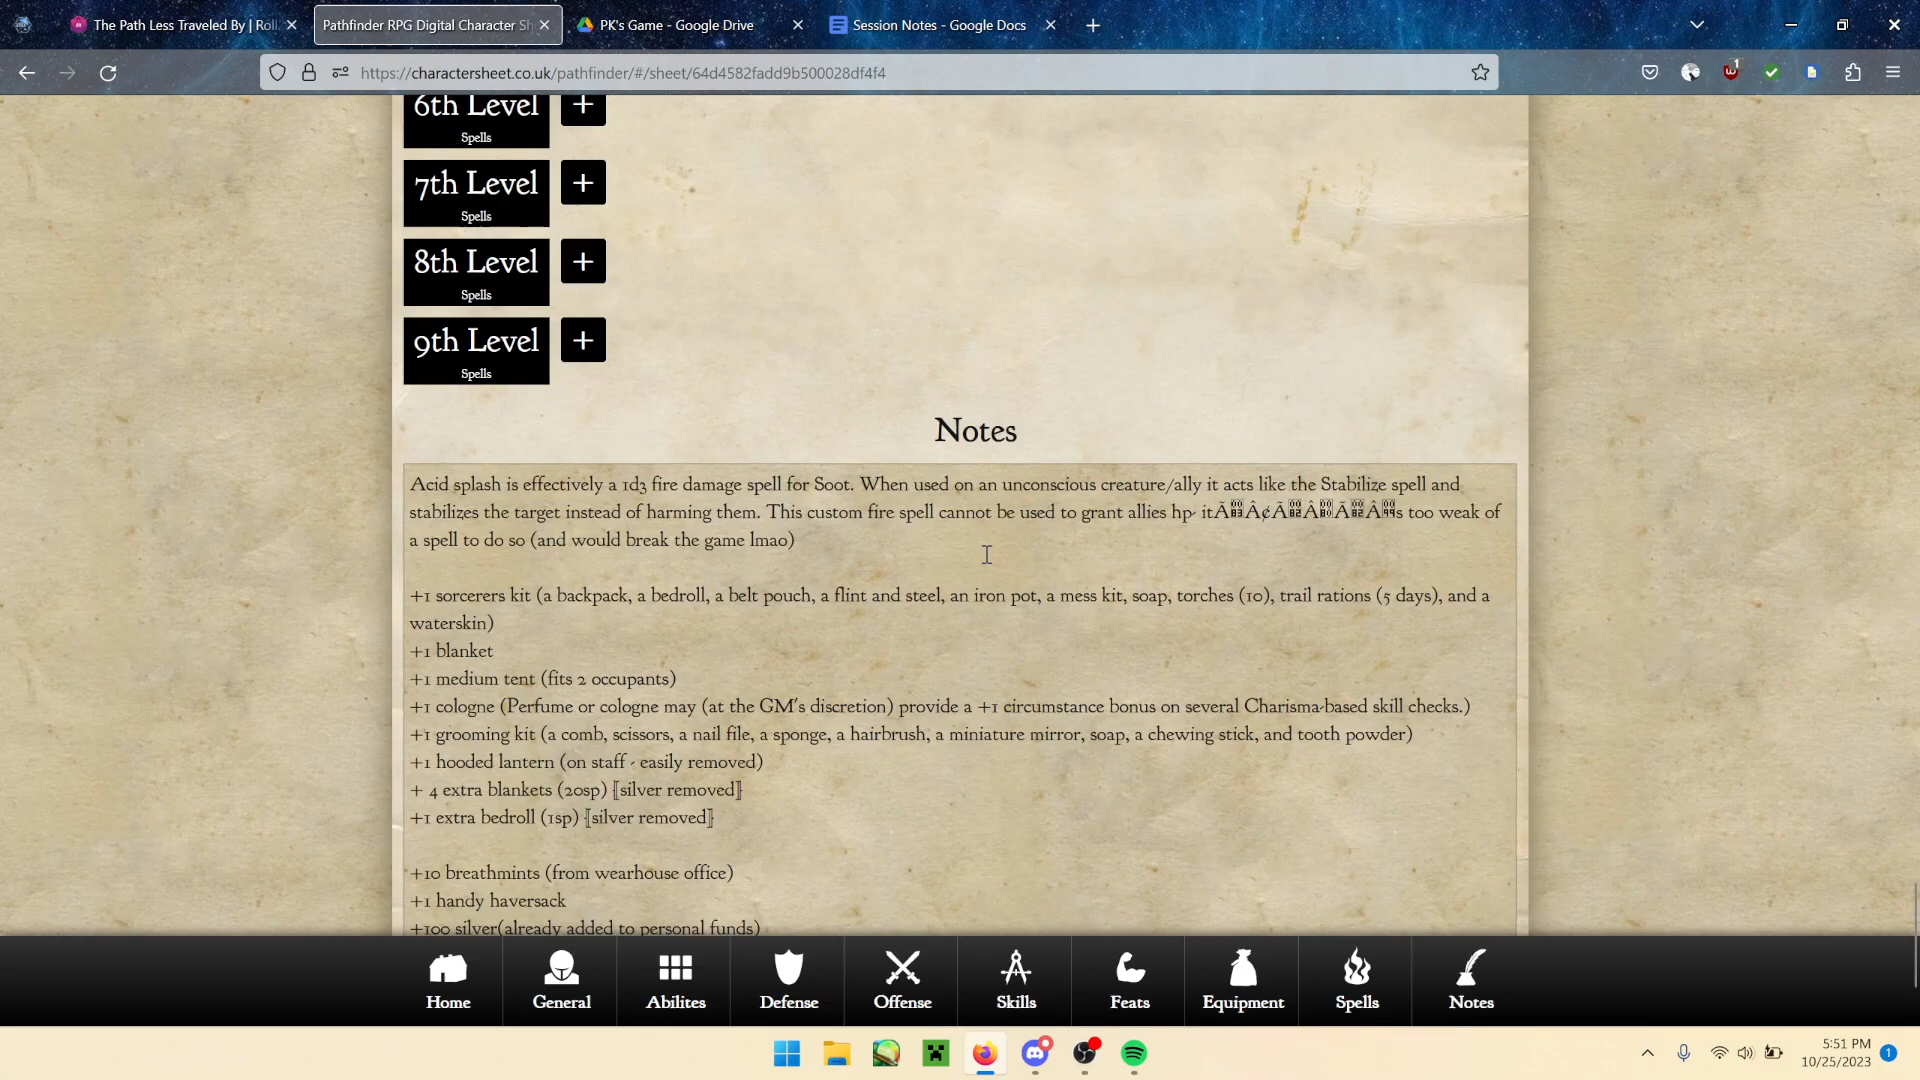 The Path Less Traveled By | Roll
Pathfinder RPG Digital Character Sh
PK's Game - Google Drive
Session Notes - Google Docs
https://charactersheet.co.uk/pathfinder/#/sheet/64d4582fadd9b500028df4f4
1
6th Level
Spells
+
7th Level
Spells
+
8th Level
Spells
+
9th Level
Spells
+
Notes
Acid splash is effectively a 1d3 fire damage spell for Soot. When used on an unconscious creature/ally it acts like the Stabilize spell and
stabilizes the target instead of harming them. This custom fire spell cannot be used to grant allies hp- too weak of
a spell to do so (and would break the game lmao)
+1 sorcerers kit (a backpack, a bedroll, a belt pouch, a flint and steel, an iron pot, a mess kit, soap, torches (10), trail rations (5 days), and a
waterskin)
+1 blanket
+1 medium tent (fits 2 occupants)
+1 cologne (Perfume or cologne may (at the GM's discretion) provide a +1 circumstance bonus on several Charisma-based skill checks.)
+1 grooming kit (a comb, scissors, a nail file, a sponge, a hairbrush, a miniature mirror, soap, a chewing stick, and tooth powder)
+1 hooded lantern (on staff - easily removed)
+ 4 extra blankets (20sp) {[silver removed]}
+1 extra bedroll (1sp) {[silver removed]}
+10 breathmints (from wearhouse office)
+1 handy haversack
+100 silver(already added to personal funds)
Home
General
Abilites
Defense
Offense
Skills
Feats
Equipment
Spells
Notes
5:51 PM
10/25/2023
1